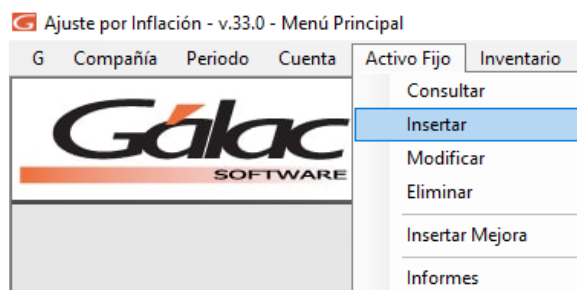 Ajuste por Inflación - v.33.0 - Menú Principal
G Compañía Periodo Cuenta Activo Fijo Inventario
Gálac
SOFTWARE
Consultar
Insertar
Modificar
Eliminar
Insertar Mejora
Informes